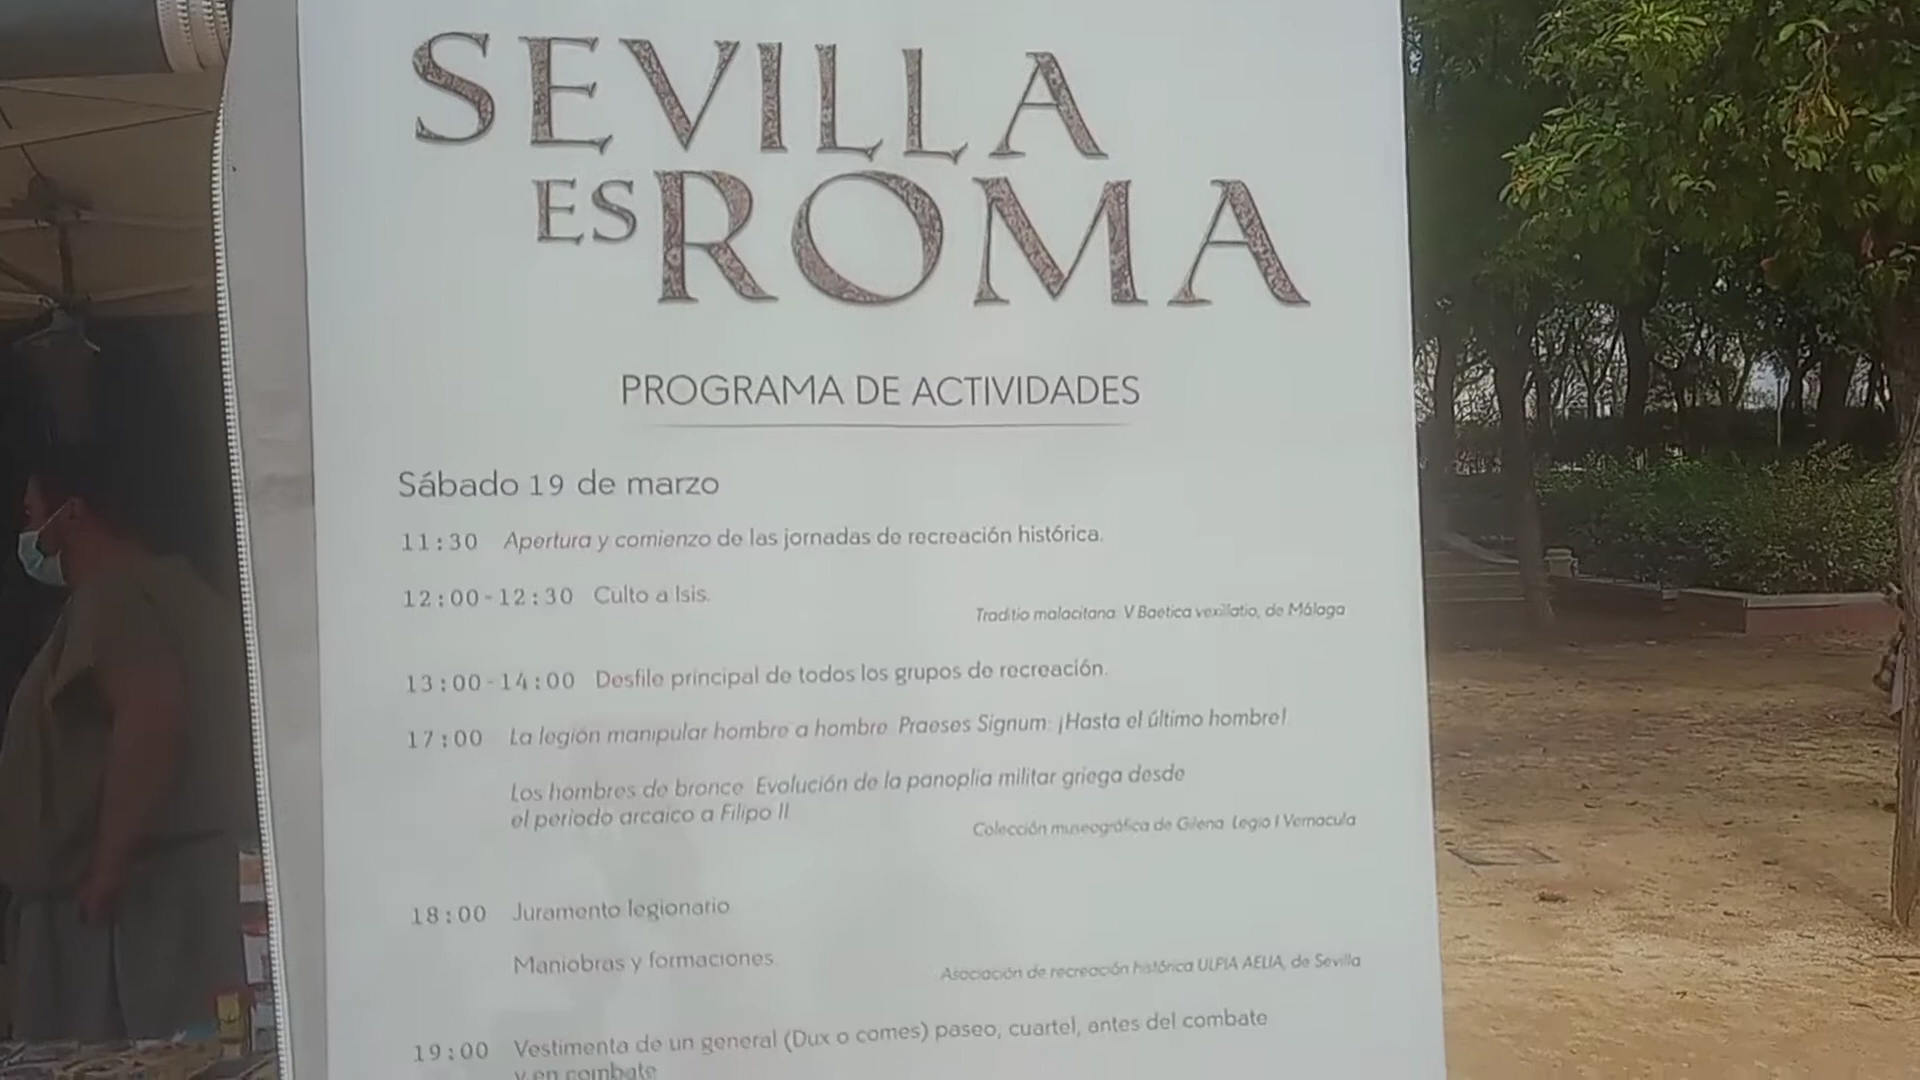 SEVILLA
ES ROMA
PROGRAMA DE ACTIVIDADES
Sábado 19 de marzo
11:30 Apertura y comienzo de las jornadas de recreación histórica.
12:00-12:30 Culto a Isis.
Traditio malacitana. V Baetica vexillatio, de Málaga
13:00-14:00 Desfile principal de todos los grupos de recreación.
17:00 La legión manipular hombre a hombre. Praeses Signum: ¡Hasta el último hombre!
Los hombres de bronce. Evolución de la panoplia militar griega desde
el periodo arcaico a Filipo II
Colección museográfica de Gilena. Legio I Vernacula
18:00 Juramento legionario
Maniobras y formaciones.
Asociación de recreación histórica ULPIA AELIA, de Sevilla
19:00 Vestimenta de un general (Dux o comes) paseo, cuartel, antes del combate
y en combate